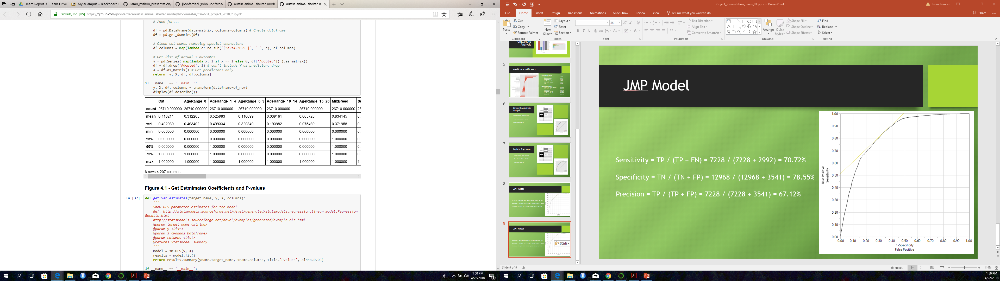 Team Report 3 - Team Drive
My eCampus – Blackboard
Tamu_python_presentation/
jbonfardeci (John Bonfardec
austin-animal-shelter-mode
austin-animal-shelter-m
GitHub, Inc. [US] https://github.com/jbonfardeci/austin-animal-shelter-model/blob/master/itsm601_project_2018_2.ipynb
# /end for...
df = pd.DataFrame(data=matrix, columns=columns) # Create dataframe
df = pd.get_dummies(df)
# Clean col names removing special characters
df.columns = map(lambda c: re.sub('[^a-zA-Z0-9_]', '_', c), df.columns)
# Get list of actual Y outcomes
y = pd.Series( map(lambda x: 1 if x == 1 else 0, df['Adopted']) ).as_matrix()
df = df.drop('Adopted', 1) # can't include Y as predictor, drop
X = df.as_matrix() # Get predictors only
return [y, X, df, df.columns]
if __name__ == '__main__':
y, X, df, columns = transform(dataframe=df_raw)
display(df.describe())
Cat AgeRange_0 AgeRange_1_4 AgeRange_5_9 AgeRange_10_14 AgeRange_15_20 MixBreed
count 26710.000000 26710.000000 26710.000000 26710.000000 26710.000000 26710.000000 26710.000000 26
mean 0.416211 0.312205 0.525983 0.116099 0.039161 0.005728 0.834145 0.
std 0.492939 0.463402 0.499334 0.320349 0.193982 0.075469 0.371958 0.
min 0.000000 0.000000 0.000000 0.000000 0.000000 0.000000 0.000000 0.
25% 0.000000 0.000000 0.000000 0.000000 0.000000 0.000000 1.000000 0.
50% 0.000000 0.000000 1.000000 0.000000 0.000000 0.000000 1.000000 0.
75% 1.000000 1.000000 1.000000 0.000000 0.000000 0.000000 1.000000 0.
max 1.000000 1.000000 1.000000 1.000000 1.000000 1.000000 1.000000 1.
8 rows × 207 columns
Figure 4.1 - Get Estmimates Coefficients and P-values
In [37]: def get_var_estimates(target_name, y, X, columns):
"""
Show OLS parameter estimates for the model.
Ref: http://statsmodels.sourceforge.net/devel/generated/statsmodels.regression.linear_model.Regression
Results.html
http://statsmodels.sourceforge.net/devel/examples/generated/example_ols.html
@param target_name <string>
@param y <list>
@param X <Pandas Dataframe>
@param columns <list>
@returns Statsmodel summary
"""
model = sm.OLS(y, X)
results = model.fit()
return results.summary(yname=target_name, xname=columns, title='PValues', alpha=0.05)
if __name__ == '__main__':
1:50 PM
4/22/2018
Project_Presentation_Team_01.pptx - PowerPoint
Travis Lemon
File Home Insert Design Transitions Animations Slide Show Review View Tell me what you want to do
Share
Paste
Cut
Copy
Format Painter
Clipboard
New
Slide
Layout
Reset
Section
Slides
36
B I U S abc AV Aa A
Font
Text Direction
Align Text
Convert to SmartArt
Paragraph
Arrange
Quick
Styles
Shape Fill
Shape Outline
Shape Effects
Drawing
Find
Replace
Select
Editing
Univariate
Analysis
5
Predictor Coefficients
6
Linear Discriminate
Analysis
7
Logistic Regression
8
JMP Model
9
JMP Model
(Ctrl)
JMP Model
Sensitivity = TP / (TP + FN) = 7228 / (7228 + 2992) = 70.72%
Specificity = TN / (TN + FP) = 12968 / (12968 + 3541) = 78.55%
Precision = TP / (TP + FP) = 7228 / (7228 + 3541) = 67.12%
True Positive
Sensitivity
1.00
0.90
0.80
0.70
0.60
0.50
0.40
0.30
0.20
0.10
0.00
0.00 0.10 0.20 0.30 0.40 0.50 0.60 0.70 0.80 0.90 1.00
1-Specificity
False Positive
Slide 9 of 9
Notes
114%
1:50 PM
4/22/2018